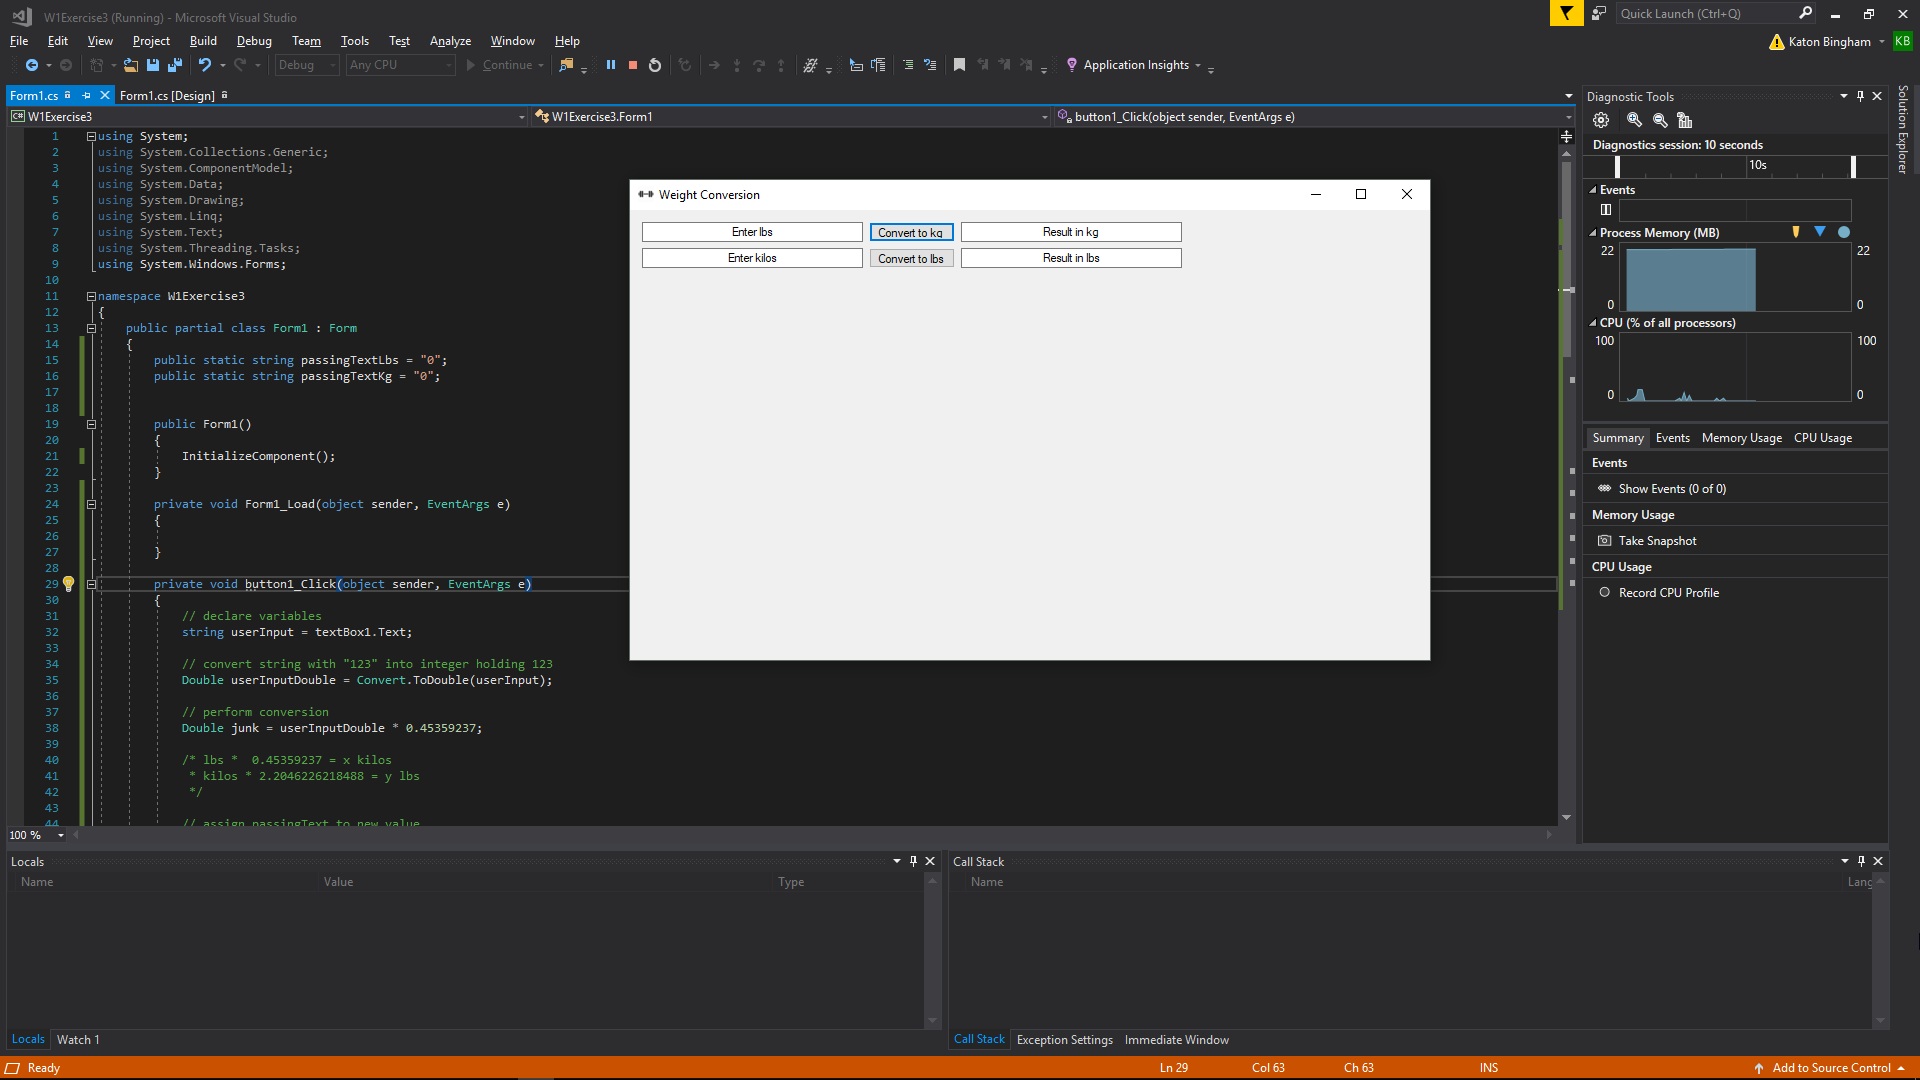 W1Exercise3 (Running) - Microsoft Visual Studio
Quick Launch (Ctrl+Q)
File Edit View Project Build Debug Team Tools Test Analyze Window Help
Katon Bingham KB
Debug Any CPU Continue Application Insights
Form1.cs Form1.cs [Design]
W1Exercise3 W1Exercise3.Form1 button1_Click(object sender, EventArgs e)
1 using System;
2 using System.Collections.Generic;
3 using System.ComponentModel;
4 using System.Data;
5 using System.Drawing;
6 using System.Linq;
7 using System.Text;
8 using System.Threading.Tasks;
9 using System.Windows.Forms;
10
11 namespace W1Exercise3
12 {
13 public partial class Form1 : Form
14 {
15 public static string passingTextLbs = "0";
16 public static string passingTextKg = "0";
17
18
19 public Form1()
20 {
21 InitializeComponent();
22 }
23
24 private void Form1_Load(object sender, EventArgs e)
25 {
26
27 }
28
29 private void button1_Click(object sender, EventArgs e)
30 {
31 // declare variables
32 string userInput = textBox1.Text;
33
34 // convert string with "123" into integer holding 123
35 Double userInputDouble = Convert.ToDouble(userInput);
36
37 // perform conversion
38 Double junk = userInputDouble * 0.45359237;
39
40 /* lbs * 0.45359237 = x kilos
41 * kilos * 2.2046226218488 = y lbs
42 */
43
44 // assign passingText to new value
100 %
Weight Conversion
Enter lbs Convert to kg Result in kg
Enter kilos Convert to lbs Result in lbs
Diagnostic Tools
Diagnostics session: 10 seconds
10s
Events
Process Memory (MB)
22 22
0 0
CPU (% of all processors)
100 100
0 0
Summary Events Memory Usage CPU Usage
Events
Show Events (0 of 0)
Memory Usage
Take Snapshot
CPU Usage
Record CPU Profile
Solution Explorer
Locals
Name Value Type
Locals Watch 1
Call Stack
Name Lang
Call Stack Exception Settings Immediate Window
Ready Ln 29 Col 63 Ch 63 INS Add to Source Control